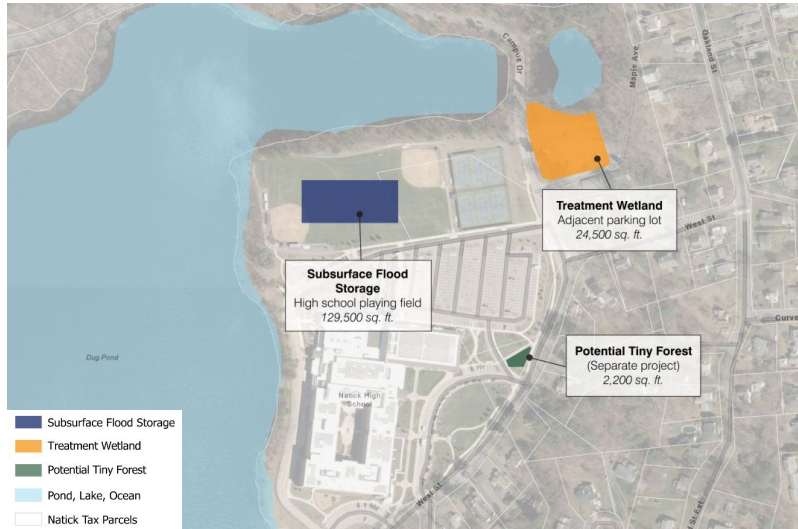 Campus Dr
Maple Ave
Oakland St
Treatment Wetland
Adjacent parking lot
24,500 sq. ft.
West St
Subsurface Flood
Storage
High school playing field
129,500 sq. ft.
Curve
Potential Tiny Forest
(Separate project)
2,200 sq. ft.
Dug Pond
Natick High
School
West St
l St Ext
Subsurface Flood Storage
Treatment Wetland
Potential Tiny Forest
Pond, Lake, Ocean
Natick Tax Parcels